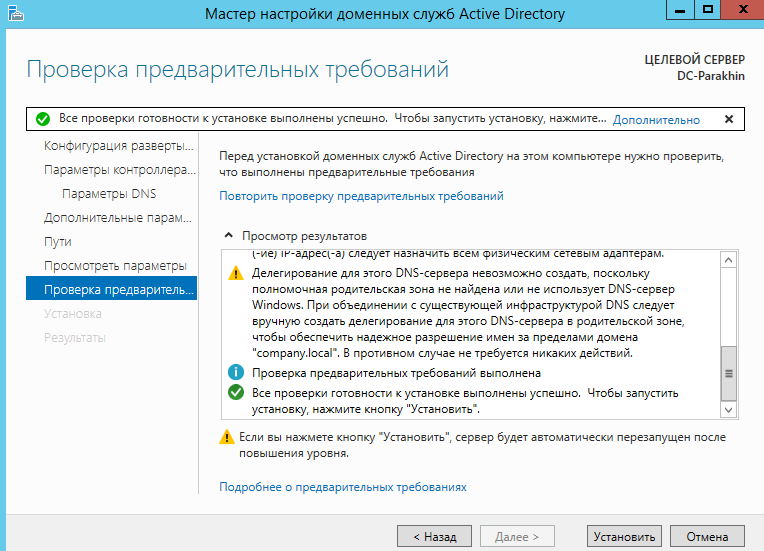 Мастер настройки доменных служб Active Directory
Проверка предварительных требований
ЦЕЛЕВОЙ СЕРВЕР
DC-Parakhin
Все проверки готовности к установке выполнены успешно. Чтобы запустить установку, нажмите... Дополнительно
Конфигурация разверты...
Параметры контроллера...
Параметры DNS
Дополнительные парам...
Пути
Просмотреть параметры
Проверка предваритель...
Установка
Результаты
Перед установкой доменных служб Active Directory на этом компьютере нужно проверить,
что выполнены предварительные требования
Повторить проверку предварительных требований
Просмотр результатов
(-ие) IP-адрес(-а) следует назначить всем физическим сетевым адаптерам.
Делегирование для этого DNS-сервера невозможно создать, поскольку
полномочная родительская зона не найдена или не использует DNS-сервер
Windows. При объединении с существующей инфраструктурой DNS следует
вручную создать делегирование для этого DNS-сервера в родительской зоне,
чтобы обеспечить надежное разрешение имен за пределами домена
"company.local". В противном случае не требуется никаких действий.
Проверка предварительных требований выполнена
Все проверки готовности к установке выполнены успешно. Чтобы запустить
установку, нажмите кнопку "Установить".
Если вы нажмете кнопку "Установить", сервер будет автоматически перезапущен после
повышения уровня.
Подробнее о предварительных требованиях
< Назад
Далее >
Установить
Отмена